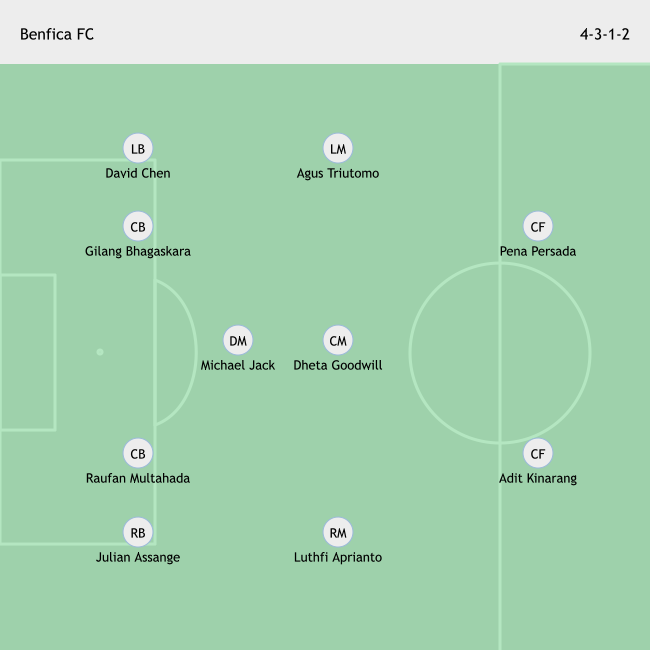 Benfica FC
4-3-1-2
LB
David Chen
LM
Agus Triutomo
CB
Gilang Bhagaskara
CF
Pena Persada
DM
Michael Jack
CM
Dheta Goodwill
CB
Raufan Multahada
CF
Adit Kinarang
RB
Julian Assange
RM
Luthfi Aprianto